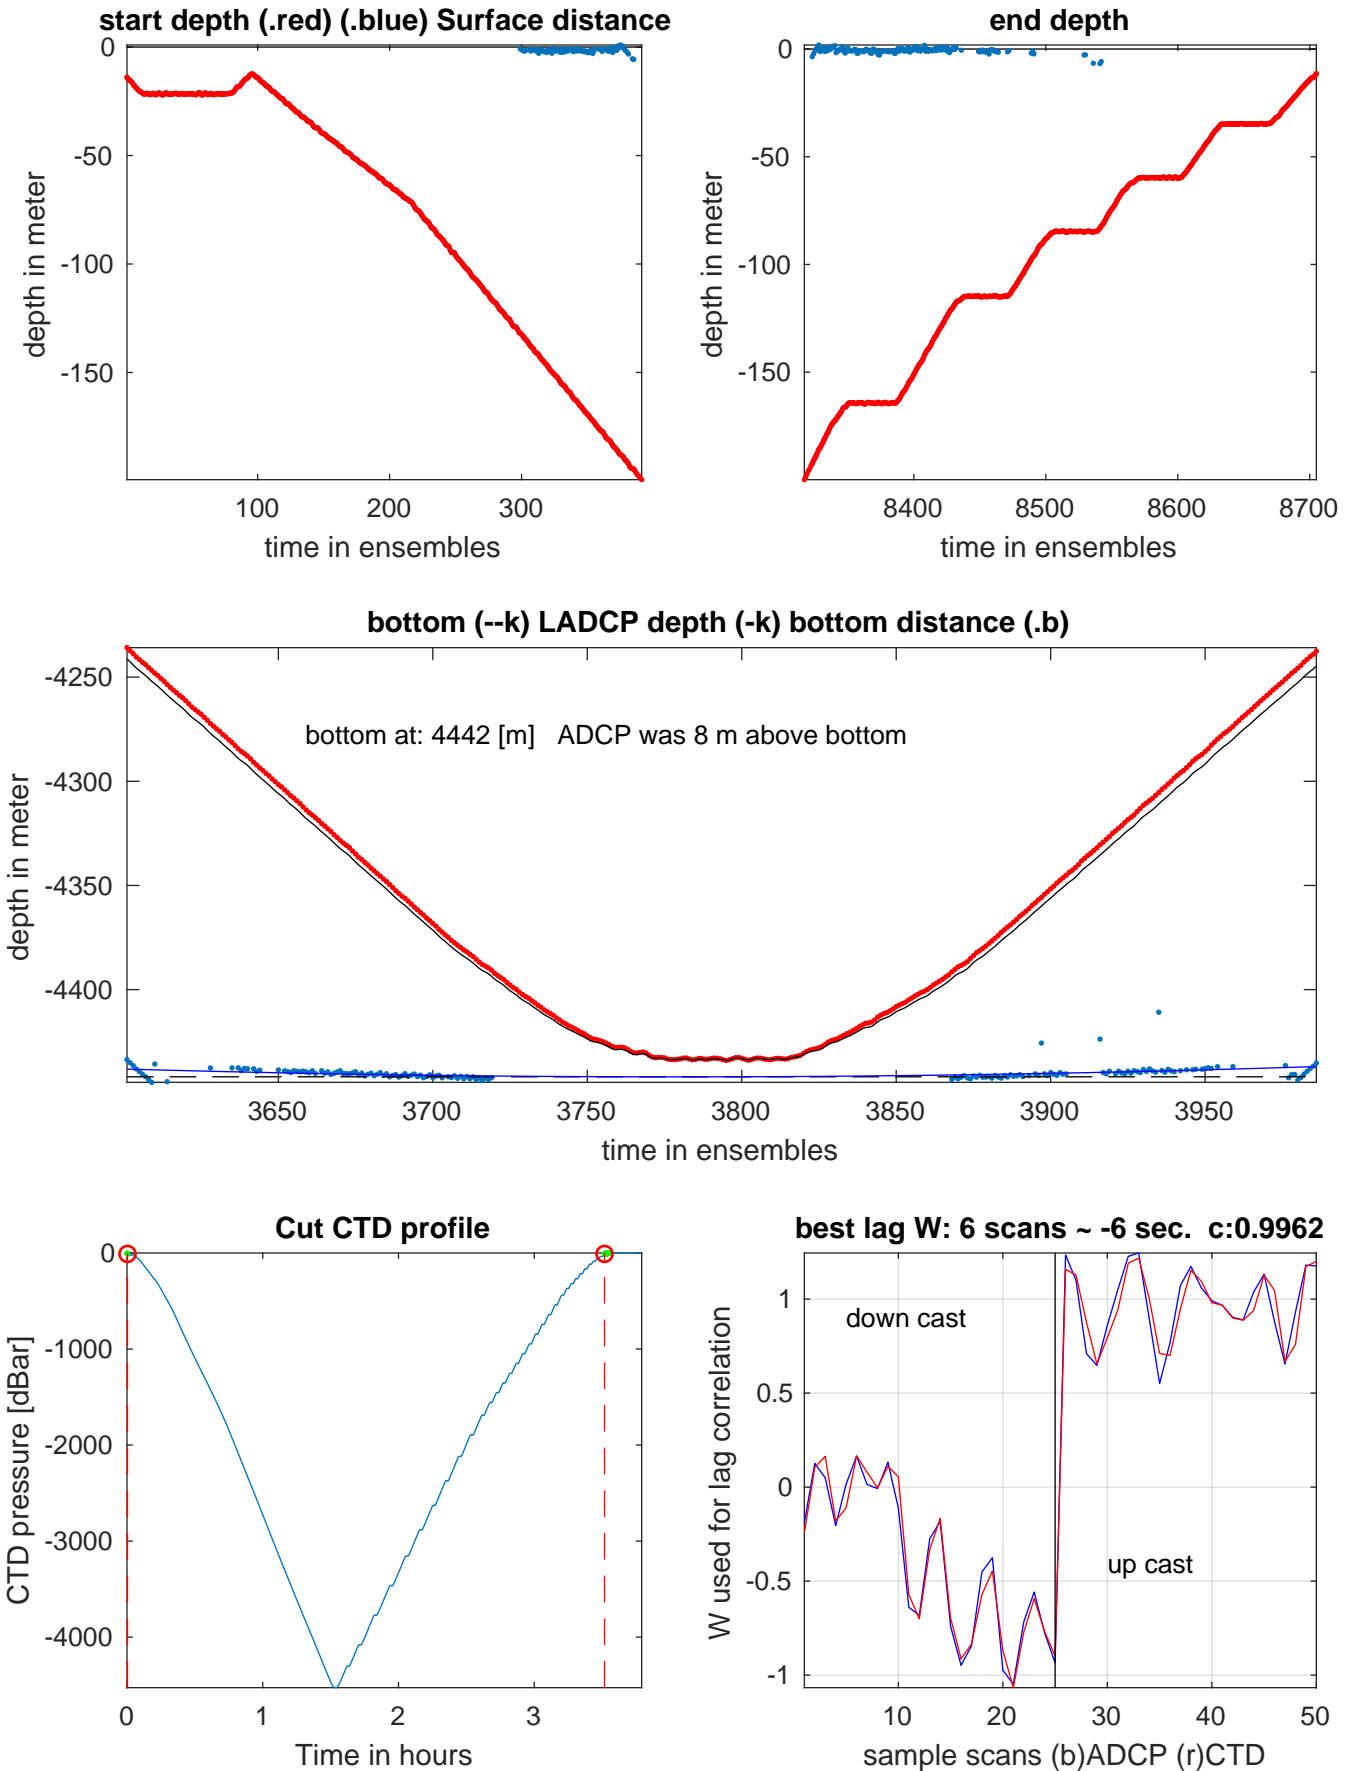 start depth (.red) (.blue) Surface distance
0
-50
-100
-150
depth in meter
100
200
300
time in ensembles
end depth
0
-50
-100
-150
depth in meter
8400
8500
8600
8700
time in ensembles
bottom (--k) LADCP depth (-k) bottom distance (.b)
-4250
-4300
-4350
-4400
depth in meter
bottom at: 4442 [m]   ADCP was 8 m above bottom
3650
3700
3750
3800
3850
3900
3950
time in ensembles
Cut CTD profile
0
-1000
-2000
-3000
-4000
CTD pressure [dBar]
0
1
2
3
Time in hours
best lag W: 6 scans ~ -6 sec.  c:0.9962
1
0.5
0
-0.5
-1
W used for lag correlation
down cast
up cast
10
20
30
40
50
sample scans (b)ADCP (r)CTD